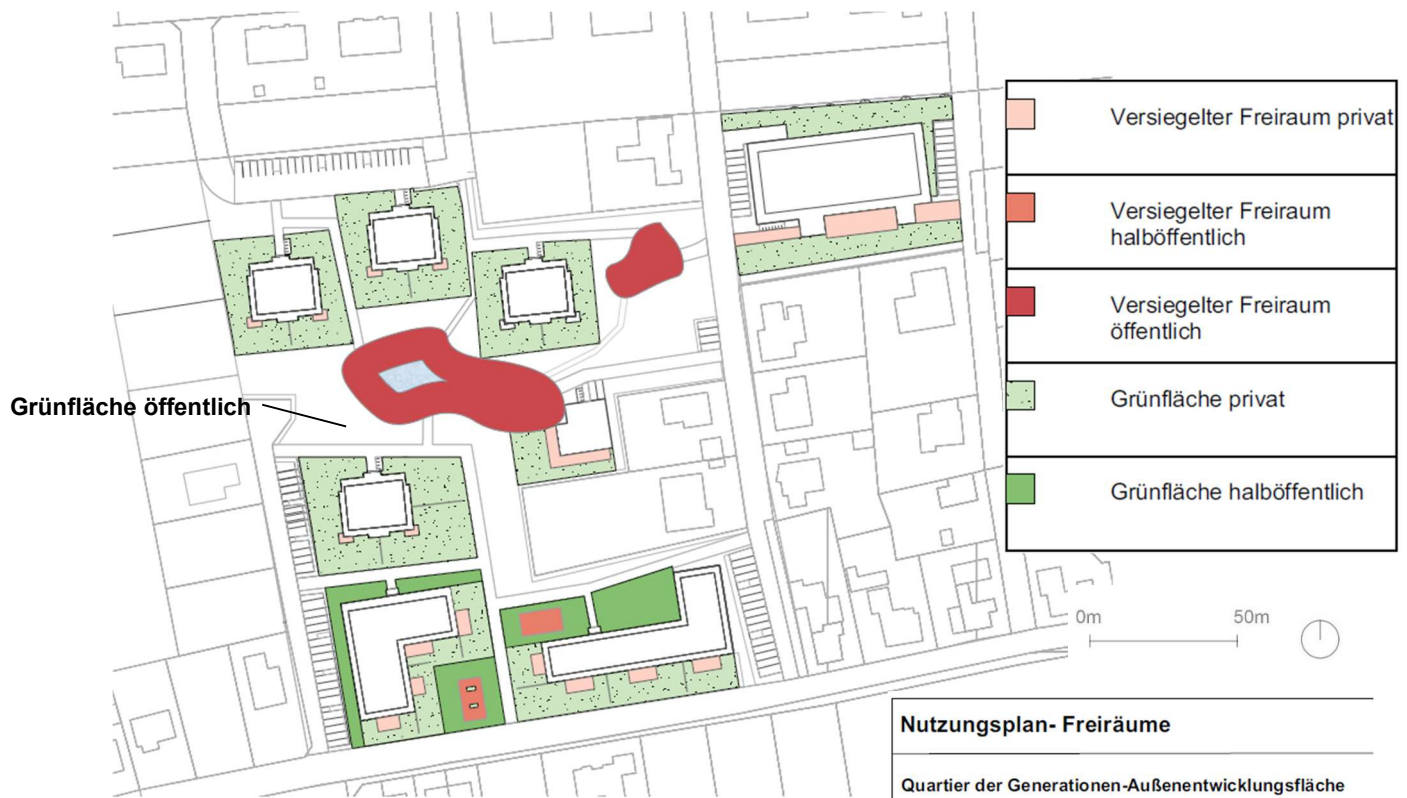 Versiegelter Freiraum privat
Versiegelter Freiraum
halböffentlich
Versiegelter Freiraum
öffentlich
Grünfläche privat
Grünfläche halböffentlich
Grünfläche öffentlich
0m 50m
Nutzungsplan- Freiräume
Quartier der Generationen-Außenentwicklungsfläche